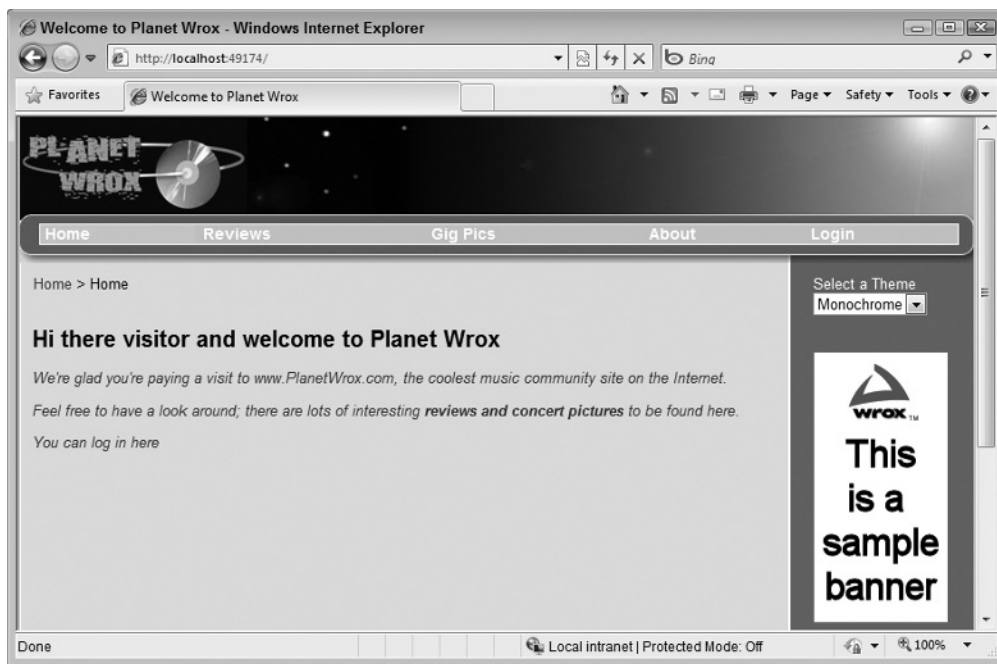 Welcome to Planet Wrox - Windows Internet Explorer
http://localhost:49174/
Bing
Favorites
Welcome to Planet Wrox
Page Safety Tools
PLANET
WROX
Home Reviews Gig Pics About Login
Home > Home
Select a Theme
Monochrome
Hi there visitor and welcome to Planet Wrox
We're glad you're paying a visit to www.PlanetWrox.com, the coolest music community site on the Internet.
Feel free to have a look around; there are lots of interesting reviews and concert pictures to be found here.
You can log in here
wrox TM
This
is a
sample
banner
Done
Local intranet | Protected Mode: Off
100%